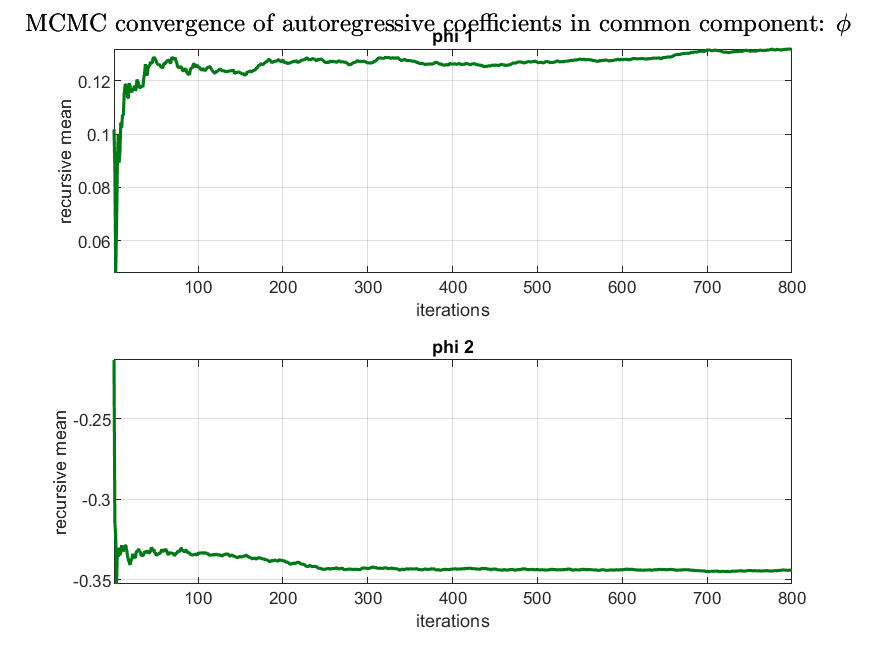 MCMC convergence of autoregressive coefficients in common component: ϕ
phi 1
recursive mean
0.12
0.1
0.08
0.06
100 200 300 400 500 600 700 800
iterations
phi 2
recursive mean
-0.25
-0.3
-0.35
100 200 300 400 500 600 700 800
iterations